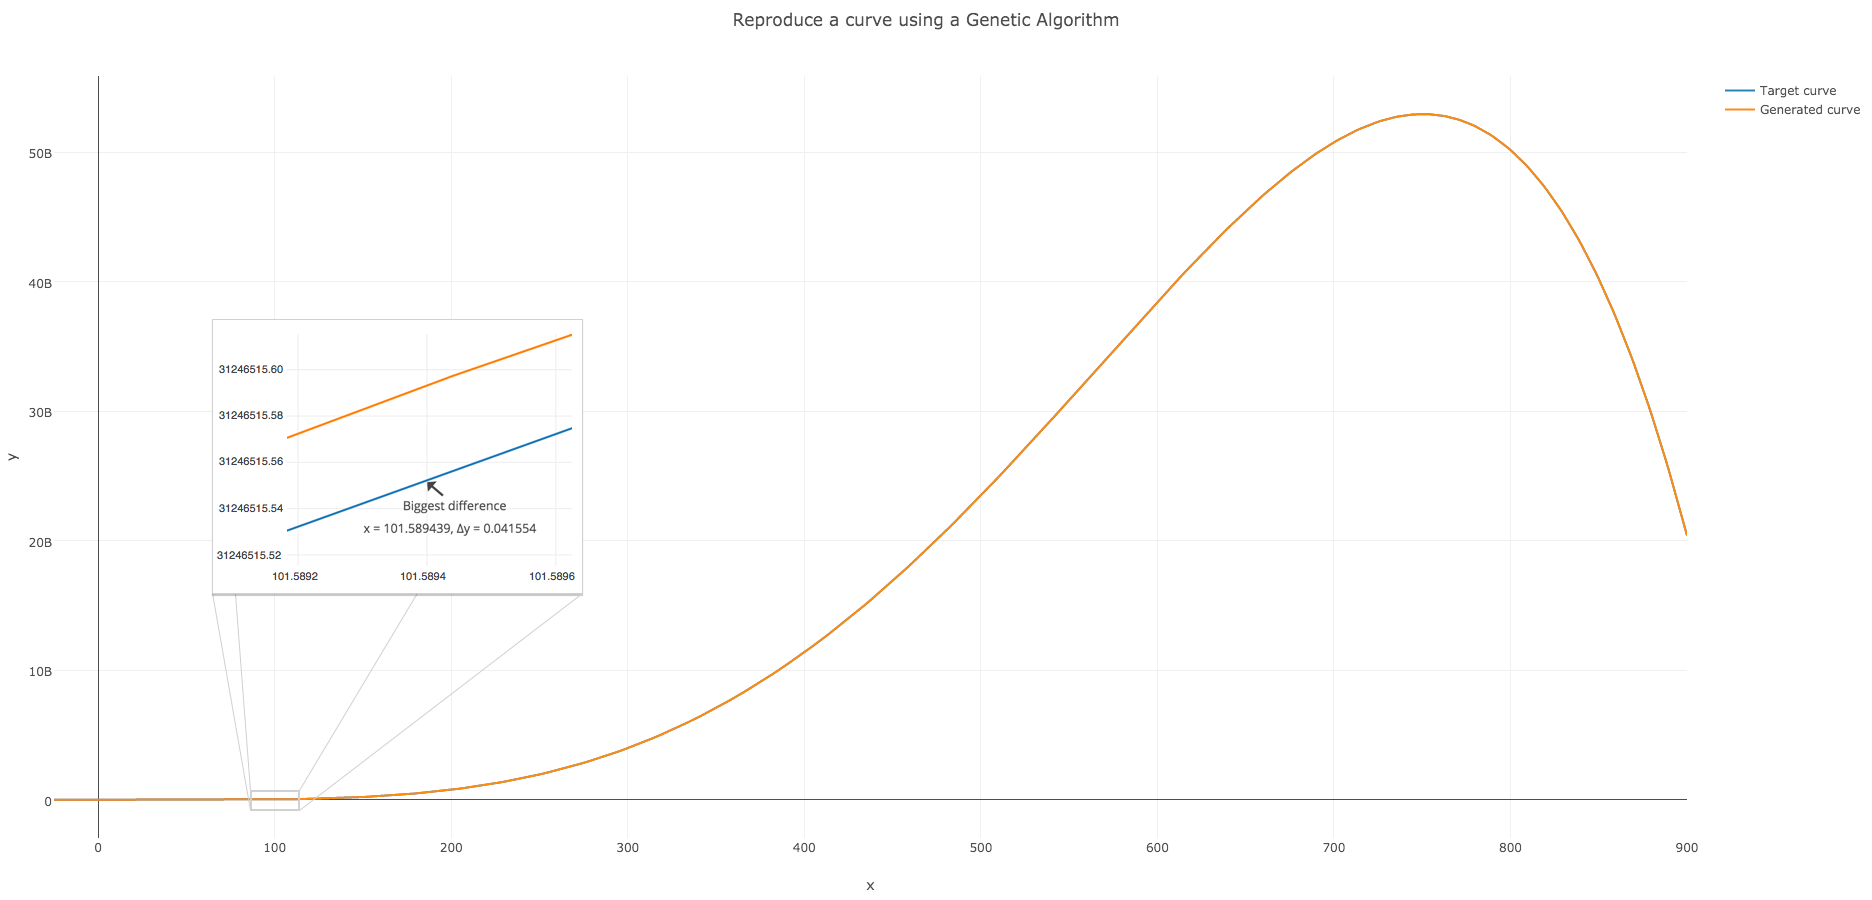 Reproduce a curve using a Genetic Algorithm
Target curve
Generated curve
50B
40B
30B
20B
10B
0
y
31246515.60
31246515.58
31246515.56
31246515.54
31246515.52
Biggest difference
x = 101.589439, Δy = 0.041554
101.5892 101.5894 101.5896
0 100 200 300 400 500 600 700 800 900
x